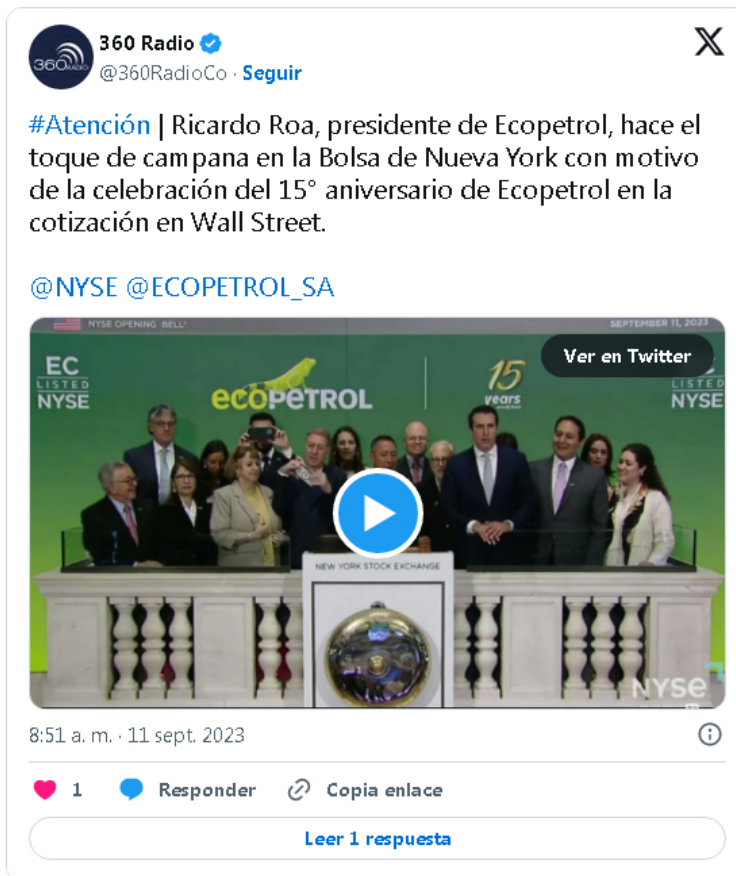 360 Radio
360RADIO
@360RadioCo · Seguir
#Atención | Ricardo Roa, presidente de Ecopetrol, hace el
toque de campana en la Bolsa de Nueva York con motivo
de la celebración del 15° aniversario de Ecopetrol en la
cotización en Wall Street.
@NYSE @ECOPETROL_SA
NYSE OPENING BELL
SEPTEMBER 11, 2023
Ver en Twitter
EC
LISTED
NYSE
ecOPETROL
15
years
LISTED
NYSE
NEW YORK STOCK EXCHANGE
NYSE
8:51 a. m. · 11 sept. 2023
1
Responder
Copia enlace
Leer 1 respuesta